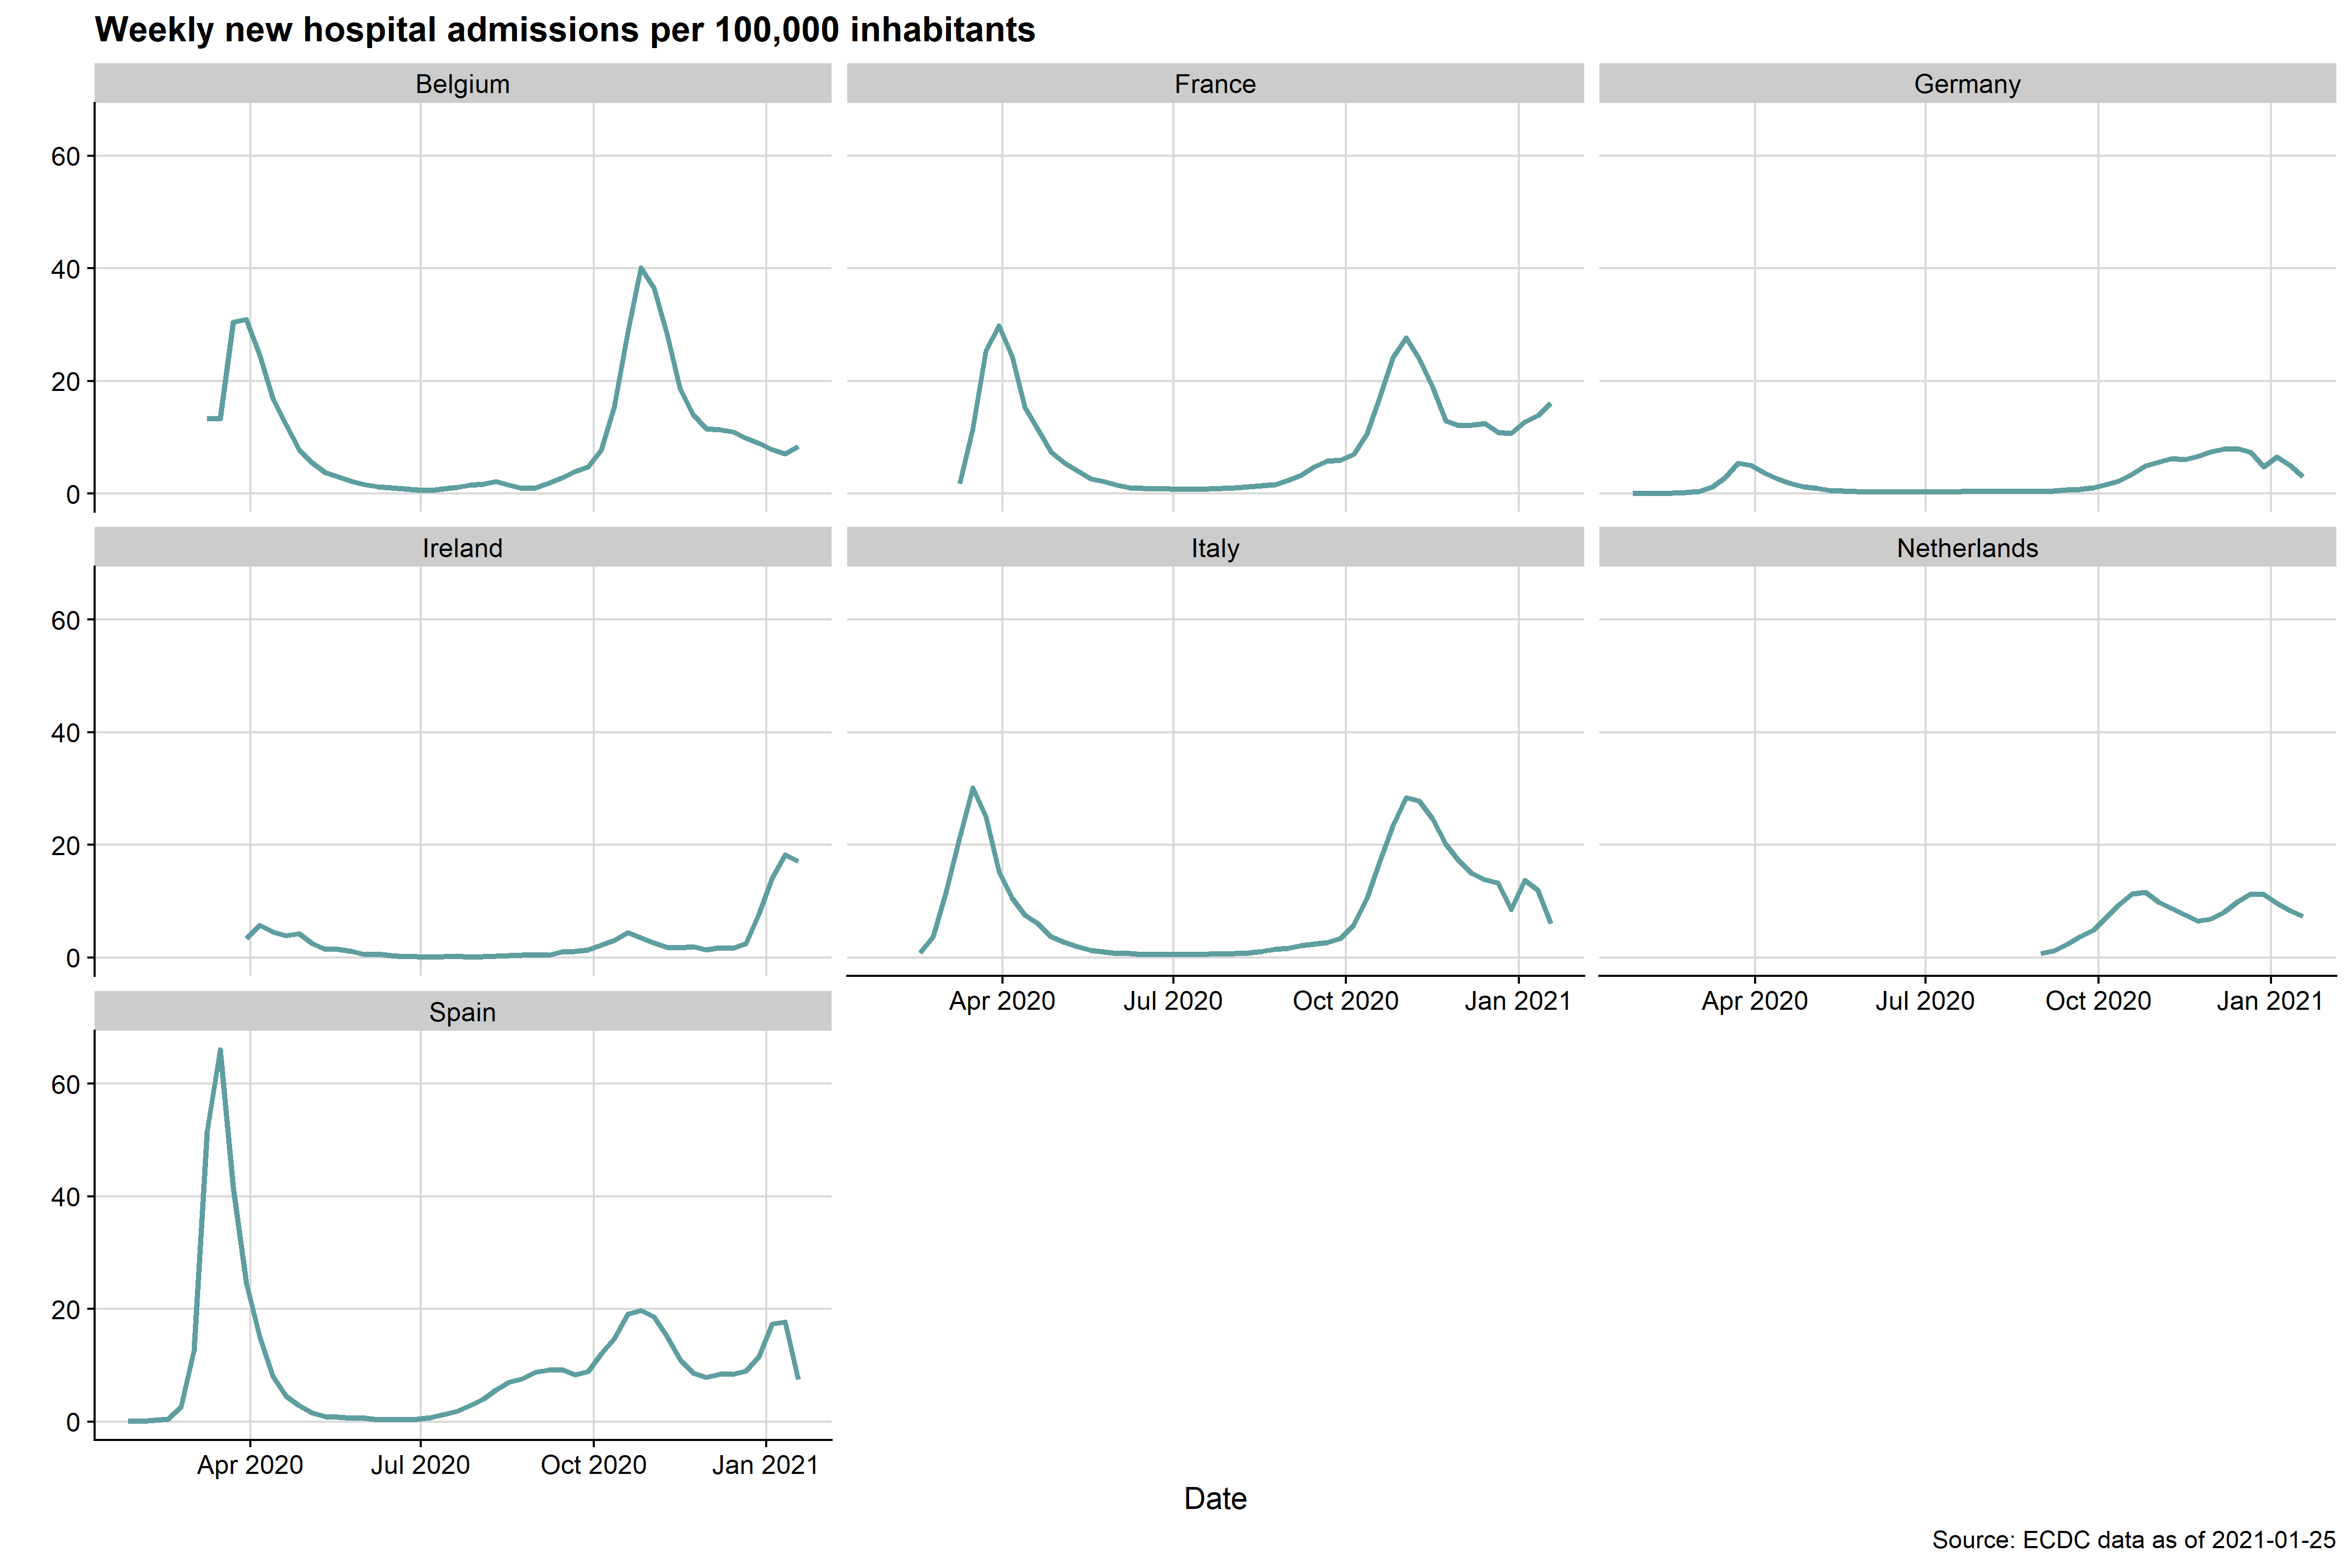 Weekly new hospital admissions per 100,000 inhabitants
Belgium France Germany
60
40
20
0
Ireland Italy Netherlands
60
40
20
0
Apr 2020 Jul 2020 Oct 2020 Jan 2021 Apr 2020 Jul 2020 Oct 2020 Jan 2021
Spain
60
40
20
0
Apr 2020 Jul 2020 Oct 2020 Jan 2021
Date
Source: ECDC data as of 2021-01-25